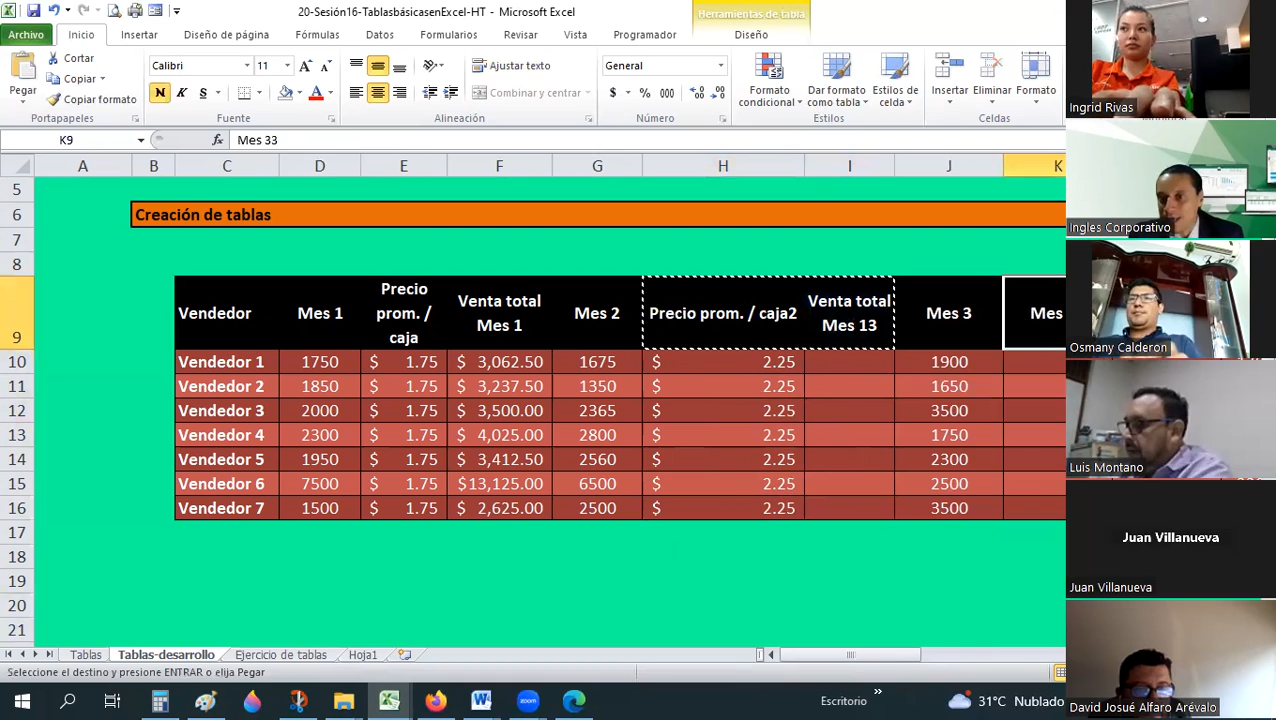 20-Sesión16-TablasbásicasenExcel-HT - Microsoft Excel
Herramientas de tabla
Archivo Inicio Insertar Diseño de página Fórmulas Datos Formularios Revisar Vista Programador Diseño
Pegar
Cortar
Copiar
Copiar formato
Portapapeles
Calibri 11
N K S
Fuente
Ajustar texto
Combinar y centrar
Alineación
General
$ % 000
Número
Formato condicional
Dar formato como tabla
Estilos de celda
Estilos
Insertar Eliminar Formato
Celdas
K9 fx Mes 33
A B C D E F G H I J K
5
6 Creación de tablas
7
8
9 Vendedor Mes 1 Precio prom. / caja Venta total Mes 1 Mes 2 Precio prom. / caja2 Venta total Mes 13 Mes 3 Mes
10 Vendedor 1 1750 $ 1.75 $ 3,062.50 1675 $ 2.25 1900
11 Vendedor 2 1850 $ 1.75 $ 3,237.50 1350 $ 2.25 1650
12 Vendedor 3 2000 $ 1.75 $ 3,500.00 2365 $ 2.25 3500
13 Vendedor 4 2300 $ 1.75 $ 4,025.00 2800 $ 2.25 1750
14 Vendedor 5 1950 $ 1.75 $ 3,412.50 2560 $ 2.25 2300
15 Vendedor 6 7500 $ 1.75 $13,125.00 6500 $ 2.25 2500
16 Vendedor 7 1500 $ 1.75 $ 2,625.00 2500 $ 2.25 3500
17
18
19
20
21
Tablas Tablas-desarrollo Ejercicio de tablas Hoja1
Seleccione el destino y presione ENTRAR o elija Pegar
Escritorio » 31°C Nublado
Ingrid Rivas
Ingles Corporativo
Osmany Calderon
Luis Montano
Juan Villanueva
Juan Villanueva
David Josué Alfaro Arévalo